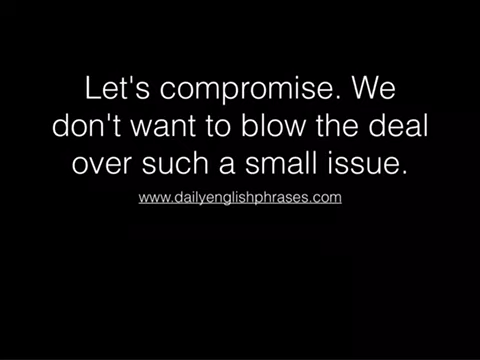 Let's compromise. We
don't want to blow the deal
over such a small issue.
www.dailyenglishphrases.com